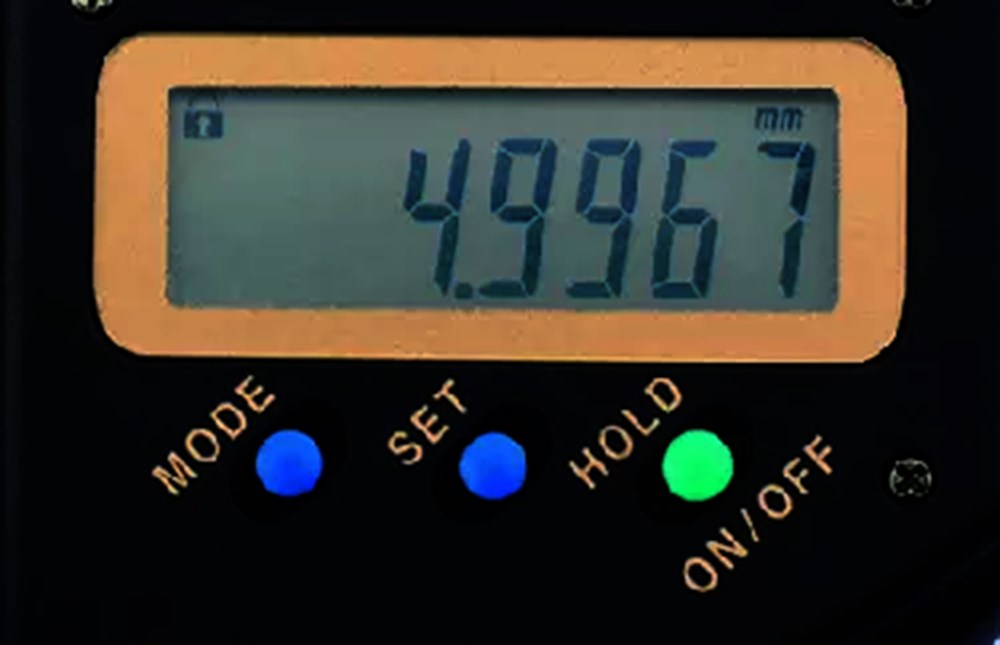 mm
4.9967
MODE
SET
HOLD
ON/OFF